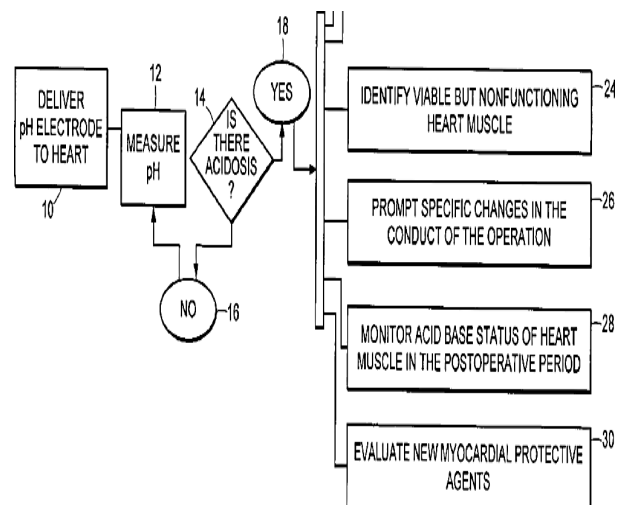 DELIVER
pH ELECTRODE
TO HEART
10
12
MEASURE
pH
14
IS
THERE
ACIDOSIS
?
NO
16
18
YES
24
IDENTIFY VIABLE BUT NONFUNCTIONING
HEART MUSCLE
26
PROMPT SPECIFIC CHANGES IN THE
CONDUCT OF THE OPERATION
28
MONITOR ACID BASE STATUS OF HEART
MUSCLE IN THE POSTOPERATIVE PERIOD
30
EVALUATE NEW MYOCARDIAL PROTECTIVE
AGENTS